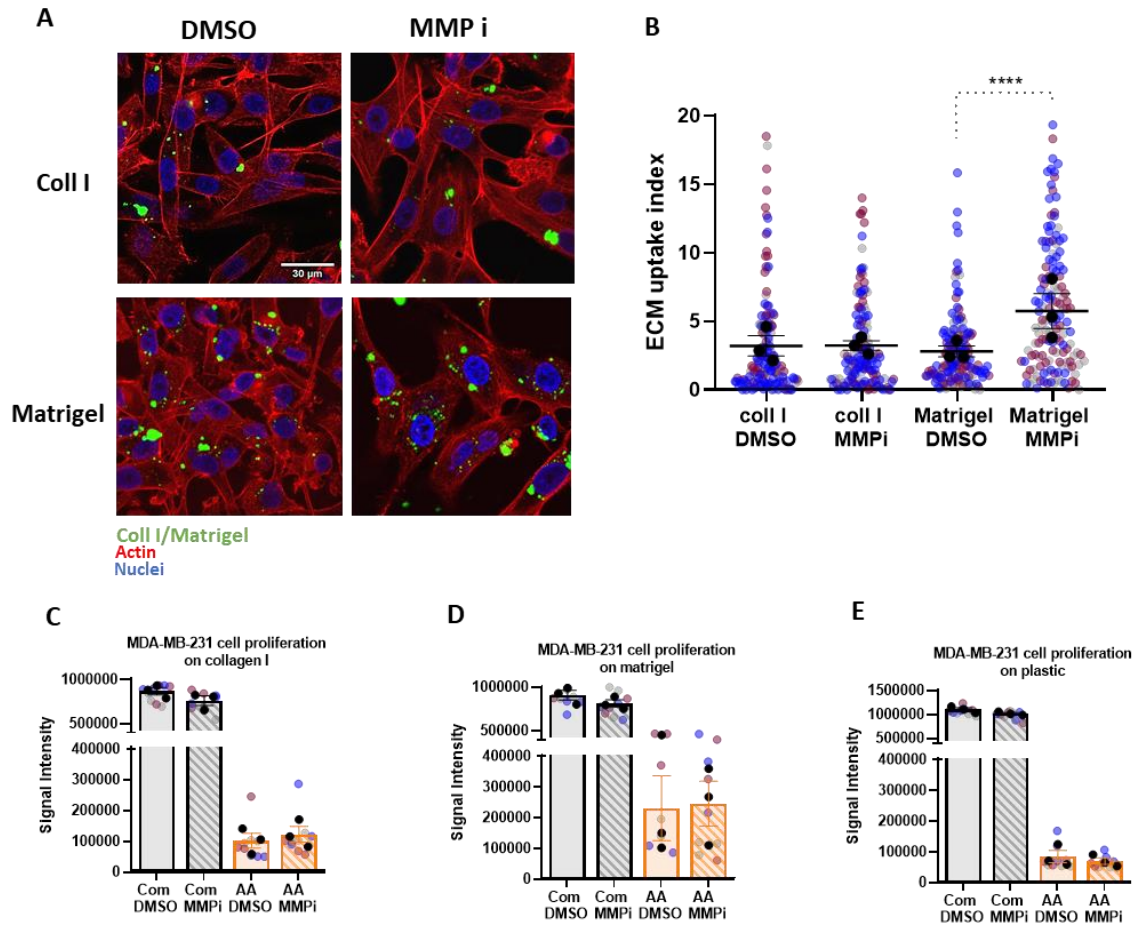 A
DMSO
MMP i
Coll I
30 µm
Matrigel
Coll I/Matrigel
Actin
Nuclei
B
****
ECM uptake index
20
15
10
5
0
coll I
DMSO
coll I
MMPi
Matrigel
DMSO
Matrigel
MMPi
C
MDA-MB-231 cell proliferation
on collagen I
Signal Intensity
1000000
500000
400000
300000
200000
100000
0
Com
DMSO
Com
MMPi
AA
DMSO
AA
MMPi
D
MDA-MB-231 cell proliferation
on matrigel
Signal Intensity
1000000
500000
400000
300000
200000
100000
0
Com
DMSO
Com
MMPi
AA
DMSO
AA
MMPi
E
MDA-MB-231 cell proliferation
on plastic
Signal Intensity
1500000
1000000
500000
400000
300000
200000
100000
0
Com
DMSO
Com
MMPi
AA
DMSO
AA
MMPi